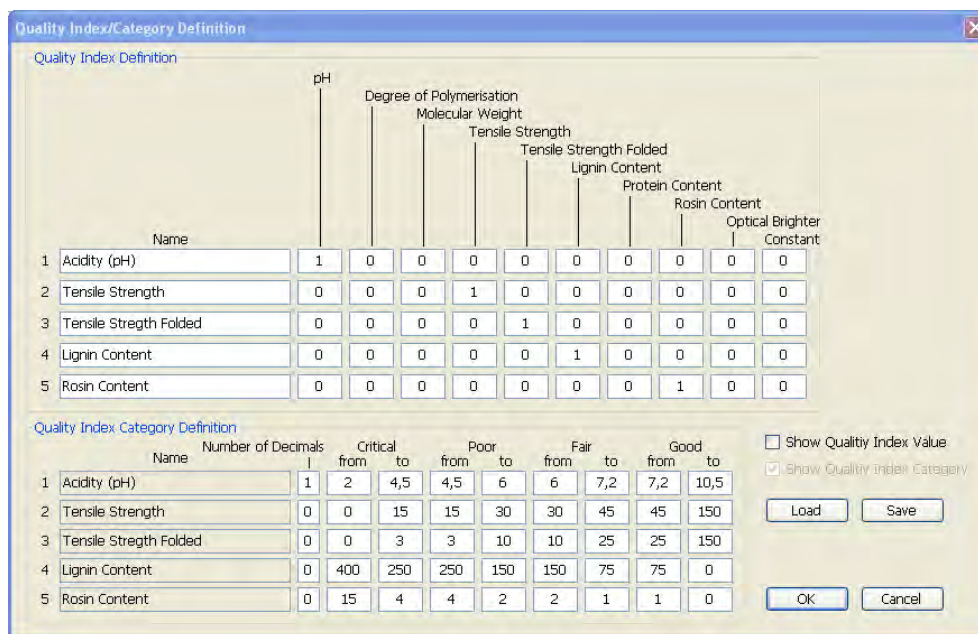 Quality Index/Category Definition
Quality Index Definition
pH
Degree of Polymerisation
Molecular Weight
Tensile Strength
Tensile Strength Folded
Lignin Content
Protein Content
Rosin Content
Optical Brighter
Name Constant
1 Acidity (pH) 1 0 0 0 0 0 0 0 0 0
2 Tensile Strength 0 0 0 1 0 0 0 0 0 0
3 Tensile Stregth Folded 0 0 0 0 1 0 0 0 0 0
4 Lignin Content 0 0 0 0 0 1 0 0 0 0
5 Rosin Content 0 0 0 0 0 0 0 1 0 0
Quality Index Category Definition
Number of Decimals Critical Poor Fair Good
Name from to from to from to from to
1 Acidity (pH) 1 2 4,5 4,5 6 6 7,2 7,2 10,5
2 Tensile Strength 0 0 15 15 30 30 45 45 150
3 Tensile Stregth Folded 0 0 3 3 10 10 25 25 150
4 Lignin Content 0 400 250 250 150 150 75 75 0
5 Rosin Content 0 15 4 4 2 2 1 1 0
Show Qualitiy Index Value
Show Qualitiy Index Category
Load Save
OK Cancel